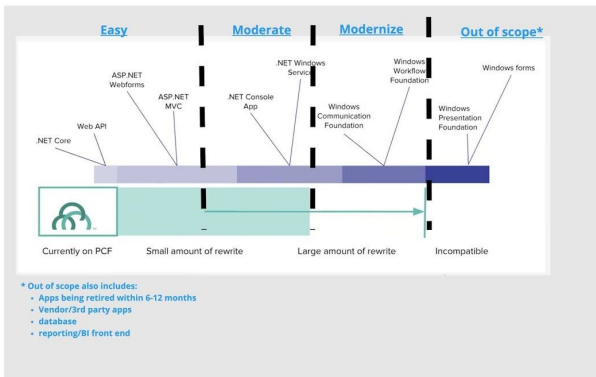 Easy
Moderate
Modernize
Out of scope*
ASP.NET
Webforms
.NET Windows
Service
Windows
Workflow
Foundation
Windows forms
ASP.NET
MVC
.NET Console
App
Windows
Communication
Foundation
Windows
Presentation
Foundation
Web API
.NET Core
Currently on PCF
Small amount of rewrite
Large amount of rewrite
Incompatible
* Out of scope also includes:
• Apps being retired within 6-12 months
• Vendor/3rd party apps
• database
• reporting/BI front end